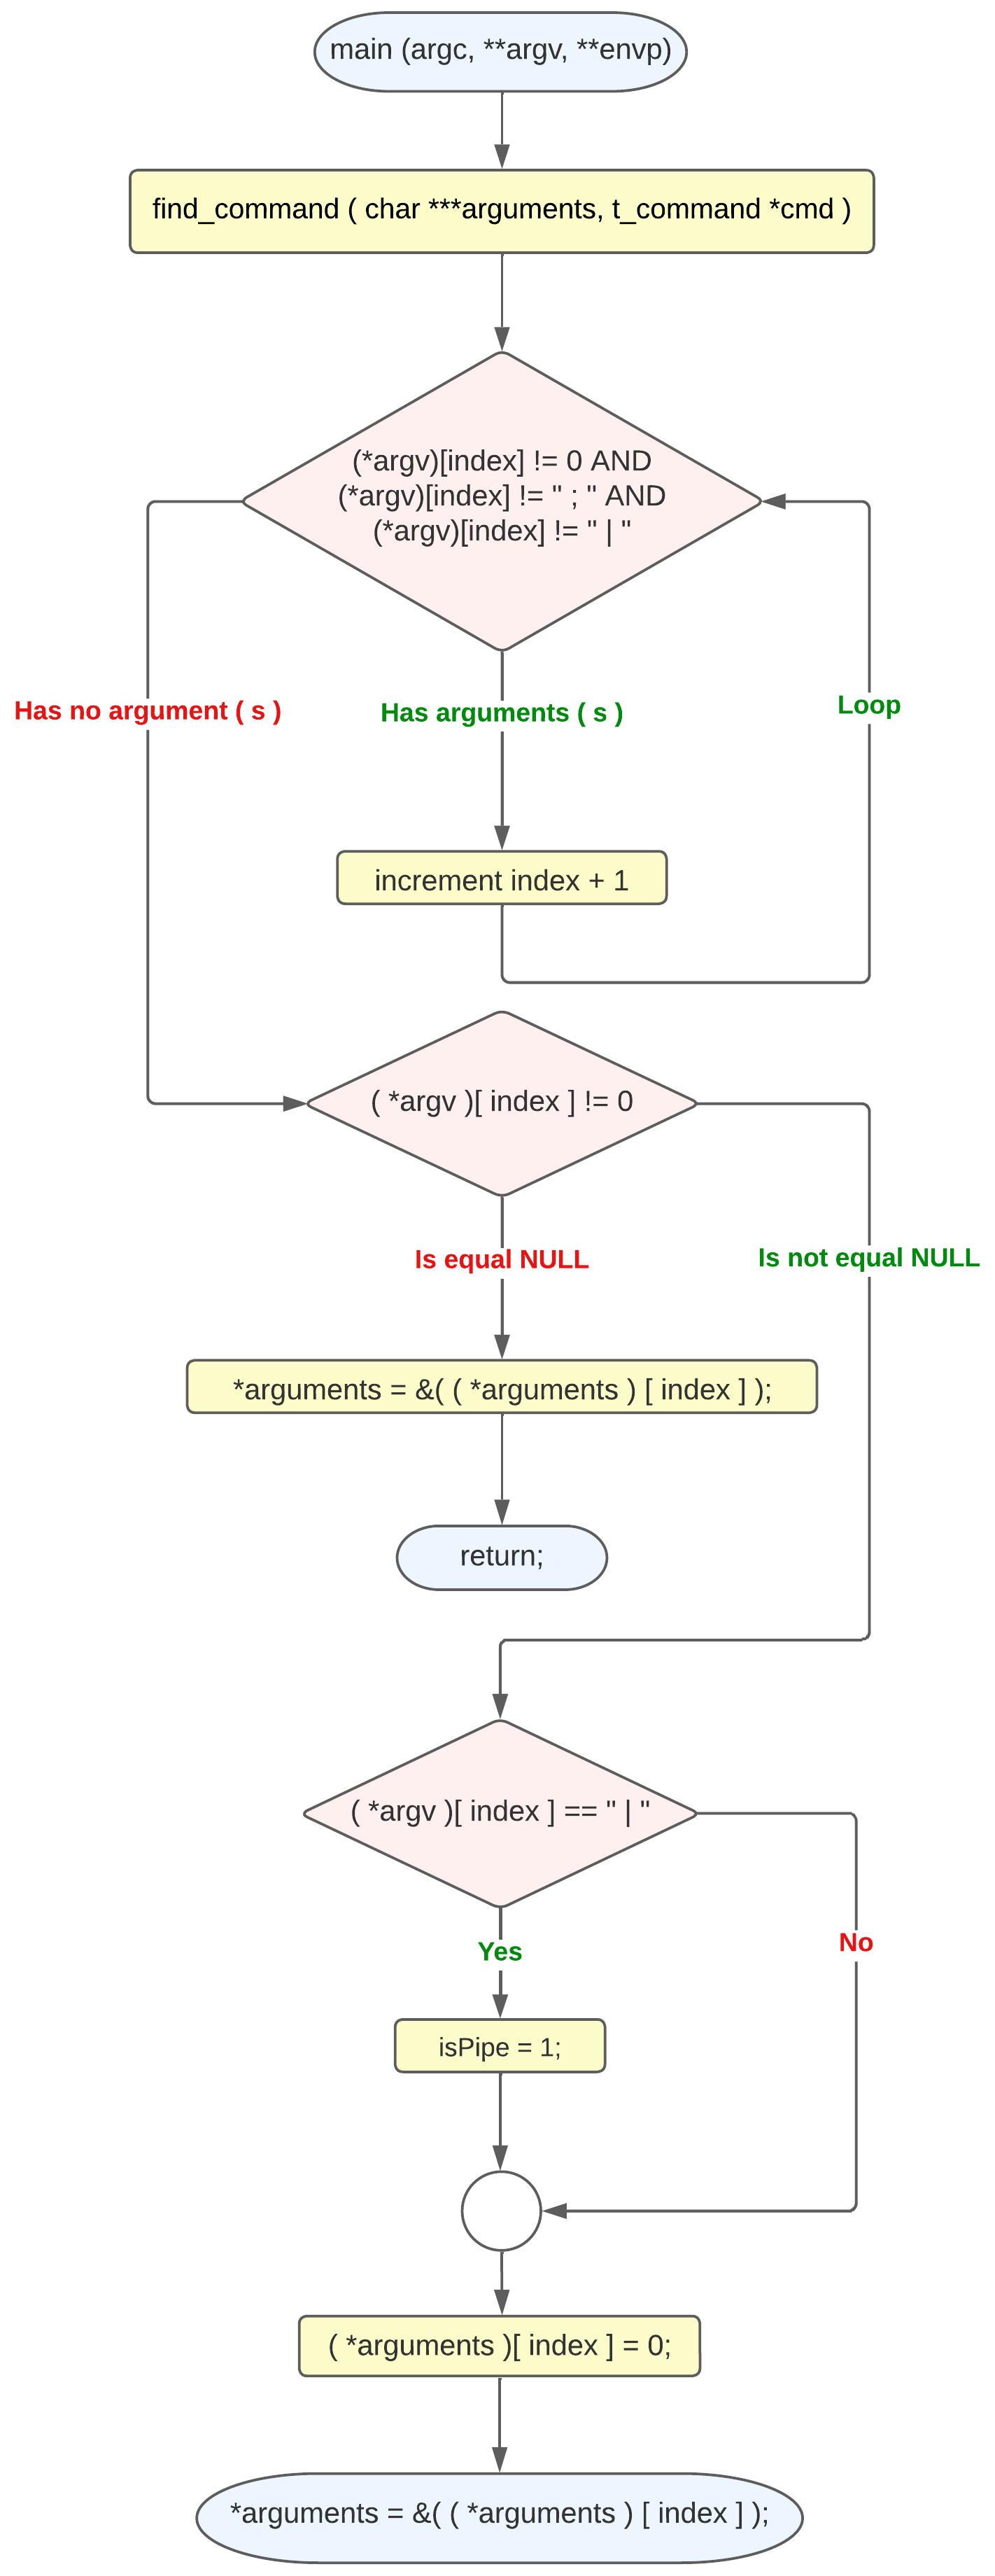 main (argc, **argv, **envp)
find_command ( char ***arguments, t_command *cmd )
(*argv)[index] != 0 AND
(*argv)[index] != " ; " AND
(*argv)[index] != " | "
Has no argument ( s )
Has arguments ( s )
Loop
increment index + 1
( *argv )[ index ] != 0
Is equal NULL
Is not equal NULL
*arguments = &( ( *arguments ) [ index ] );
return;
( *argv )[ index ] == " | "
Yes
No
isPipe = 1;
( *arguments )[ index ] = 0;
*arguments = &( ( *arguments ) [ index ] );